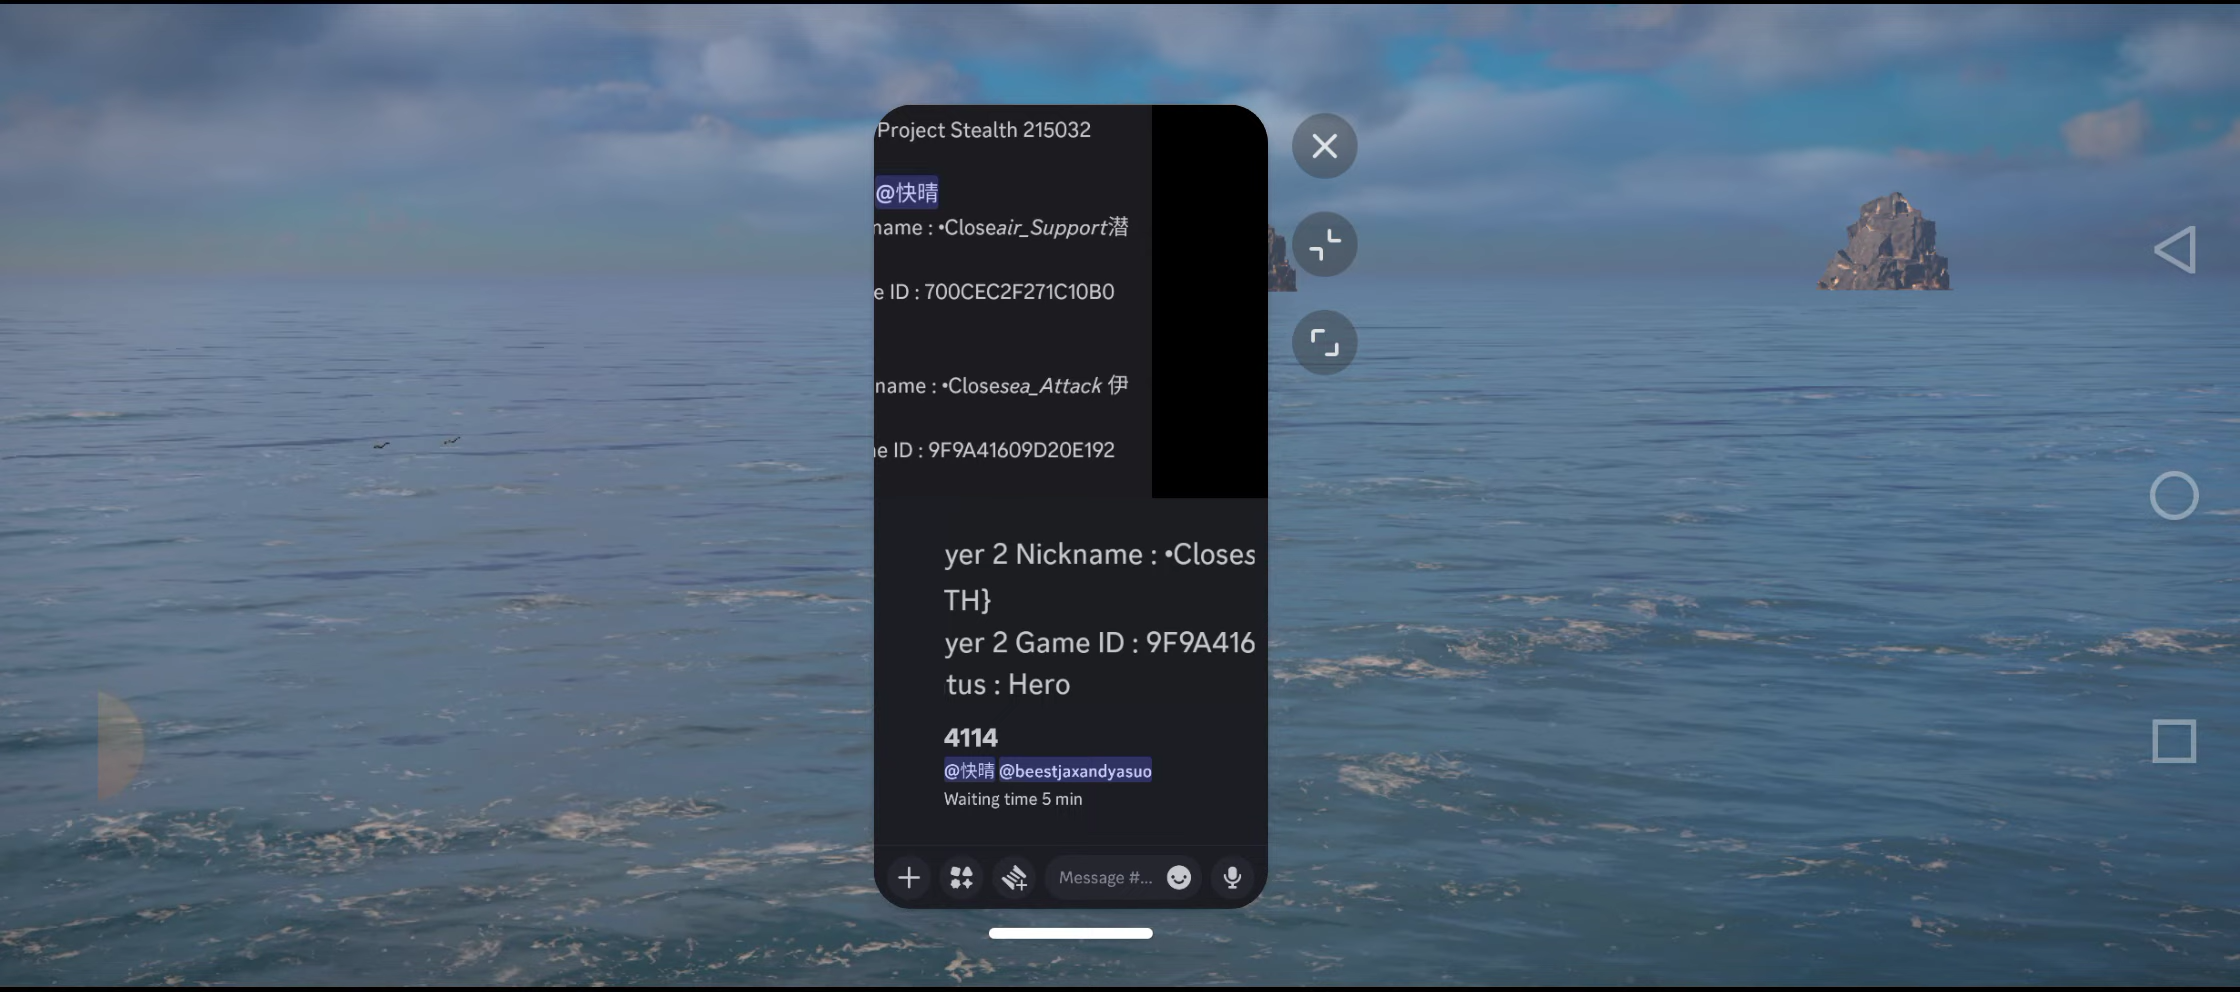 Project Stealth 215032
@快晴
name : •Closeair_Support潜
e ID : 700CEC2F271C10B0
name : •Closesea_Attack 伊
e ID : 9F9A41609D20E192
yer 2 Nickname : •Closes
TH}
yer 2 Game ID : 9F9A416
tus : Hero
4114
@快晴 @beestjaxandyasuo
Waiting time 5 min
Message #...